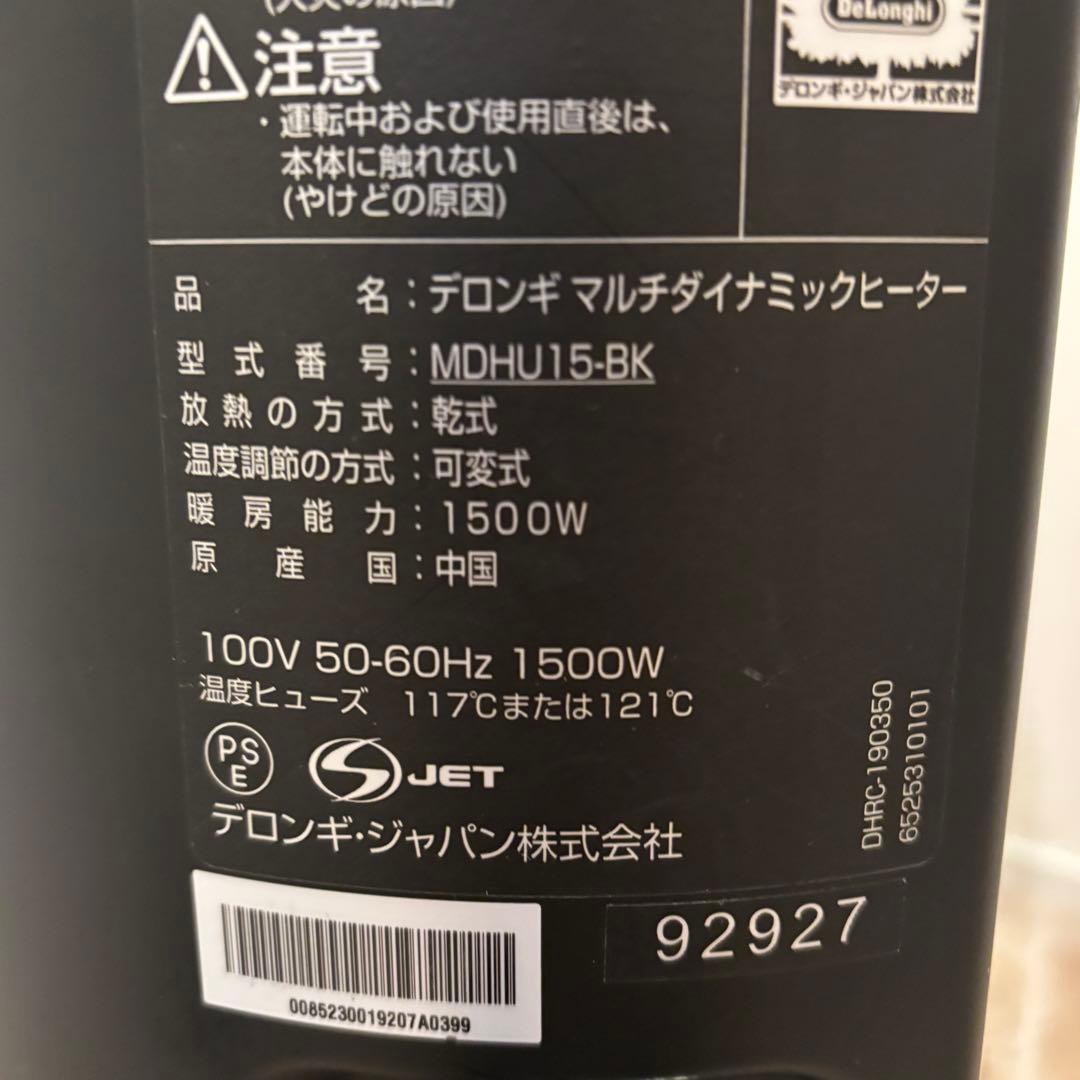 (火災の原因)
注意
・運転中および使用直後は、
本体に触れない
(やけどの原因)
DeLonghi
デロンギ・ジャパン株式会社
品名：デロンギ マルチダイナミックヒーター
型式番号：MDHU15-BK
放熱の方式：乾式
温度調節の方式：可変式
暖房能力：1500W
原産国：中国
100V 50-60Hz 1500W
温度ヒューズ 117℃または121℃
PSE
JET
デロンギ・ジャパン株式会社
DHRC-190350
6525310101
0085230019207A0399
92927